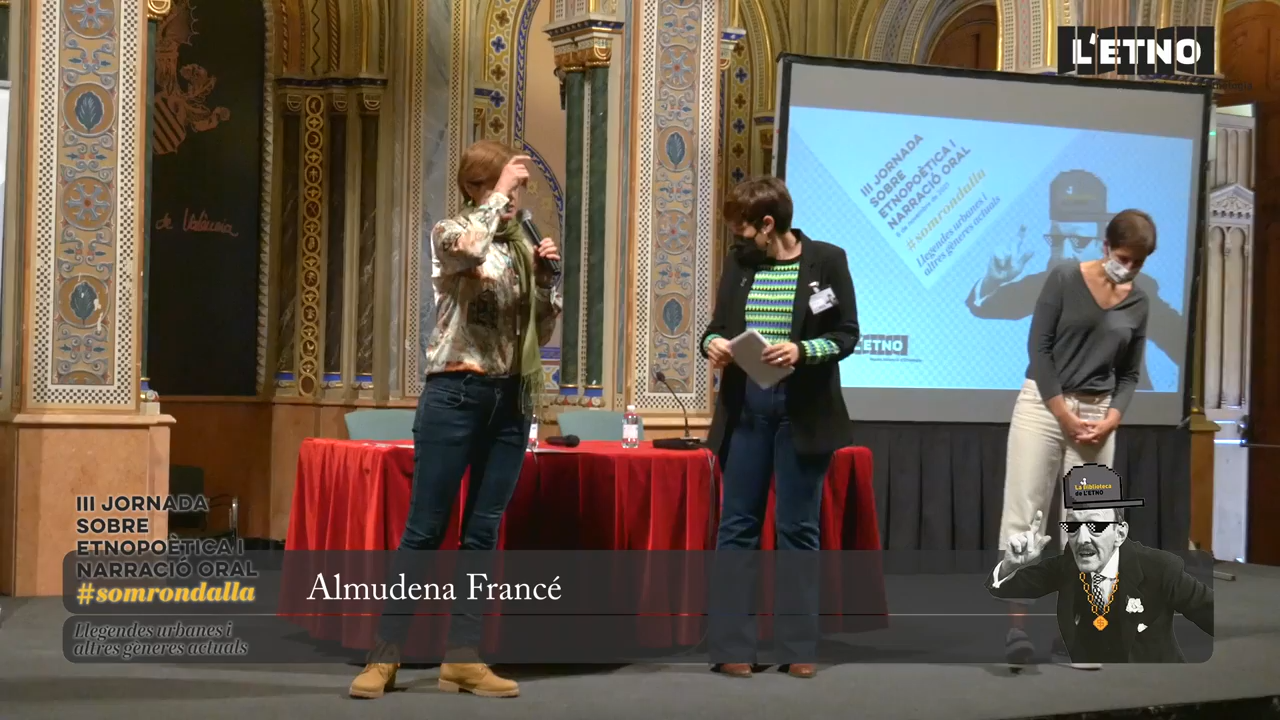 L'ETNO
de València
III JORNADA
SOBRE
ETNOPOÈTICA I
NARRACIÓ ORAL
#somrondalla
Llegendes urbanes i
altres gèneres actuals
L'ETNO
III JORNADA
SOBRE
ETNOPOÈTICA I
NARRACIÓ ORAL
#somrondalla
Llegendes urbanes i
altres gèneres actuals
Almudena Francé
La Biblioteca
de L'ETNO